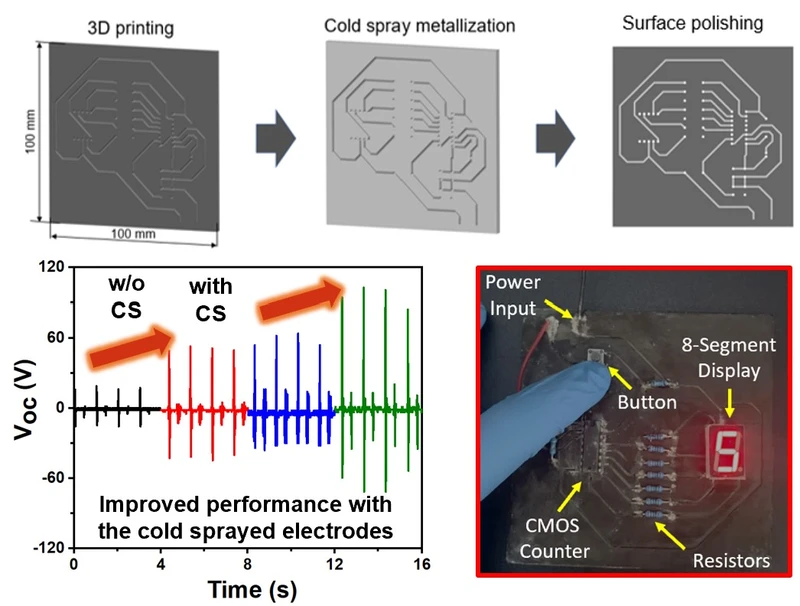 3D printing
Cold spray metallization
Surface polishing
100 mm
100 mm
120
60
0
-60
-120
V_OC (V)
w/o
CS
with
CS
Improved performance with
the cold sprayed electrodes
0
4
8
12
16
Time (s)
Power
Input
8-Segment
Display
Button
5
CMOS
Counter
Resistors